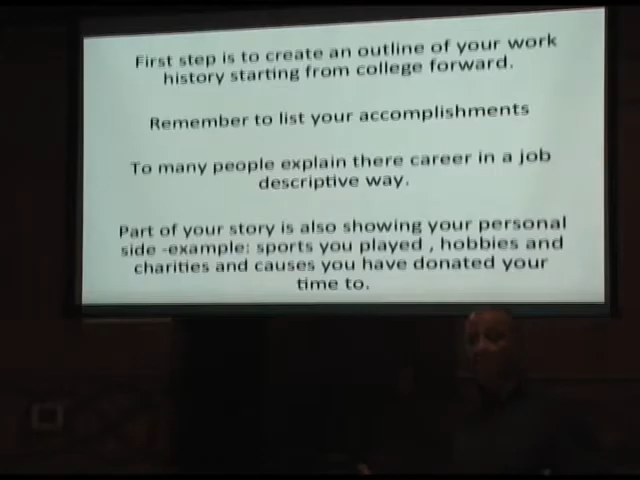 First step is to create an outline of your work
history starting from college forward.
Remember to list your accomplishments
To many people explain there career in a job
descriptive way.
Part of your story is also showing your personal
side -example: sports you played , hobbies and
charities and causes you have donated your
time to.